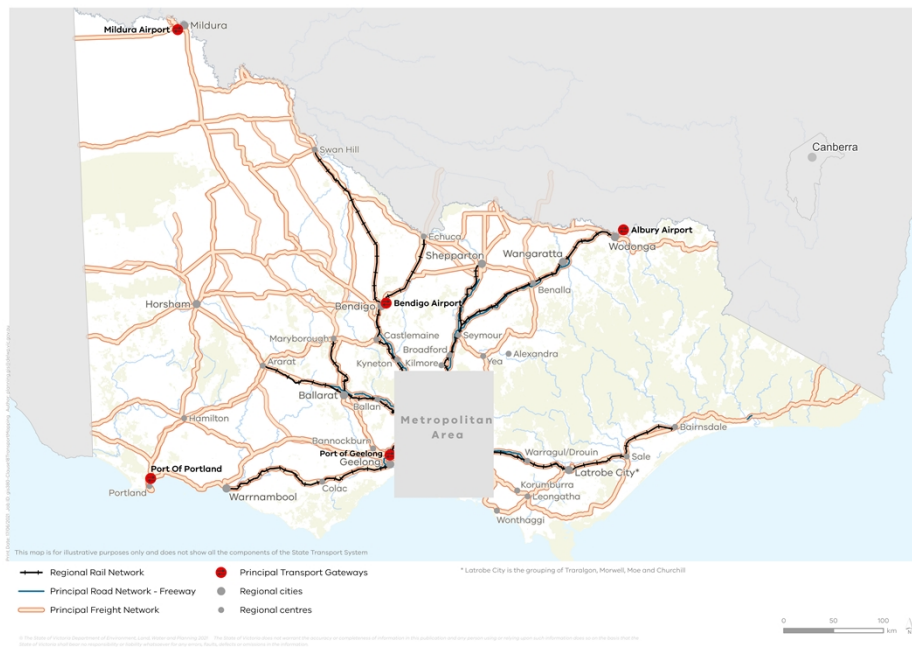 Mildura Airport
Mildura
Canberra
Swan Hill
Echuca
Albury Airport
Wodonga
Shepparton
Wangaratta
Benalla
Horsham
Bendigo
Bendigo Airport
Castlemaine
Seymour
Maryborough
Broadford
Kyneton
Kilmore
Yea
Alexandra
Ararat
Ballarat
Ballan
Metropolitan
Area
Hamilton
Bannockburn
Bairnsdale
Port of Geelong
Geelong
Warragul/Drouin
Sale
Port Of Portland
Latrobe City*
Portland
Colac
Korumburra
Warrnambool
Leongatha
Wonthaggi
This map is for illustrative purposes only and does not show all the components of the State Transport System
Regional Rail Network
Principal Transport Gateways
* Latrobe City is the grouping of Traralgon, Morwell, Moe and Churchill
Principal Road Network - Freeway
Regional cities
Principal Freight Network
Regional centres
0 50 100
km